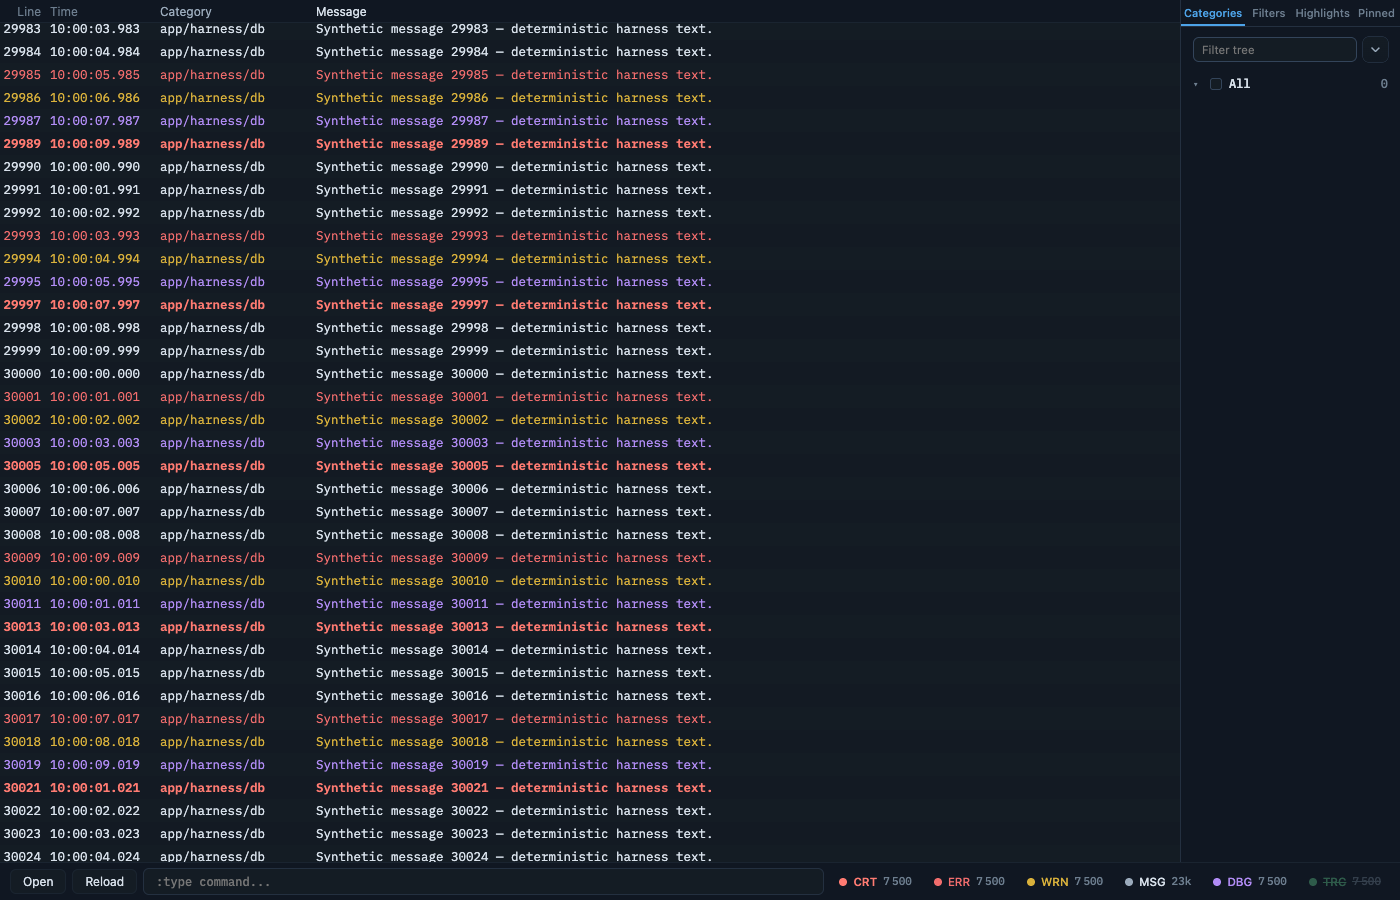 Line Time Category Message
29983 10:00:03.983 app/harness/db Synthetic message 29983 — deterministic harness text.
29984 10:00:04.984 app/harness/db Synthetic message 29984 — deterministic harness text.
29985 10:00:05.985 app/harness/db Synthetic message 29985 — deterministic harness text.
29986 10:00:06.986 app/harness/db Synthetic message 29986 — deterministic harness text.
29987 10:00:07.987 app/harness/db Synthetic message 29987 — deterministic harness text.
29989 10:00:09.989 app/harness/db Synthetic message 29989 — deterministic harness text.
29990 10:00:00.990 app/harness/db Synthetic message 29990 — deterministic harness text.
29991 10:00:01.991 app/harness/db Synthetic message 29991 — deterministic harness text.
29992 10:00:02.992 app/harness/db Synthetic message 29992 — deterministic harness text.
29993 10:00:03.993 app/harness/db Synthetic message 29993 — deterministic harness text.
29994 10:00:04.994 app/harness/db Synthetic message 29994 — deterministic harness text.
29995 10:00:05.995 app/harness/db Synthetic message 29995 — deterministic harness text.
29997 10:00:07.997 app/harness/db Synthetic message 29997 — deterministic harness text.
29998 10:00:08.998 app/harness/db Synthetic message 29998 — deterministic harness text.
29999 10:00:09.999 app/harness/db Synthetic message 29999 — deterministic harness text.
30000 10:00:00.000 app/harness/db Synthetic message 30000 — deterministic harness text.
30001 10:00:01.001 app/harness/db Synthetic message 30001 — deterministic harness text.
30002 10:00:02.002 app/harness/db Synthetic message 30002 — deterministic harness text.
30003 10:00:03.003 app/harness/db Synthetic message 30003 — deterministic harness text.
30005 10:00:05.005 app/harness/db Synthetic message 30005 — deterministic harness text.
30006 10:00:06.006 app/harness/db Synthetic message 30006 — deterministic harness text.
30007 10:00:07.007 app/harness/db Synthetic message 30007 — deterministic harness text.
30008 10:00:08.008 app/harness/db Synthetic message 30008 — deterministic harness text.
30009 10:00:09.009 app/harness/db Synthetic message 30009 — deterministic harness text.
30010 10:00:00.010 app/harness/db Synthetic message 30010 — deterministic harness text.
30011 10:00:01.011 app/harness/db Synthetic message 30011 — deterministic harness text.
30013 10:00:03.013 app/harness/db Synthetic message 30013 — deterministic harness text.
30014 10:00:04.014 app/harness/db Synthetic message 30014 — deterministic harness text.
30015 10:00:05.015 app/harness/db Synthetic message 30015 — deterministic harness text.
30016 10:00:06.016 app/harness/db Synthetic message 30016 — deterministic harness text.
30017 10:00:07.017 app/harness/db Synthetic message 30017 — deterministic harness text.
30018 10:00:08.018 app/harness/db Synthetic message 30018 — deterministic harness text.
30019 10:00:09.019 app/harness/db Synthetic message 30019 — deterministic harness text.
30021 10:00:01.021 app/harness/db Synthetic message 30021 — deterministic harness text.
30022 10:00:02.022 app/harness/db Synthetic message 30022 — deterministic harness text.
30023 10:00:03.023 app/harness/db Synthetic message 30023 — deterministic harness text.
30024 10:00:04.024 app/harness/db Synthetic message 30024 — deterministic harness text.
Categories Filters Highlights Pinned
Filter tree
All 0
Open Reload :type command... CRT 7 500 ERR 7 500 WRN 7 500 MSG 23k DBG 7 500 TRC 7 500